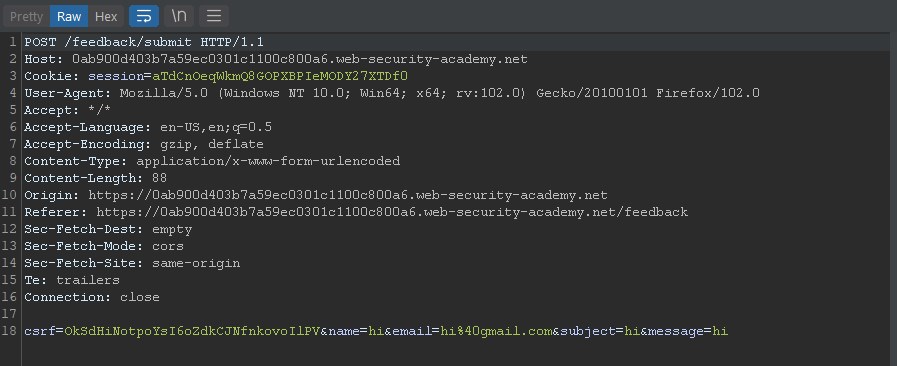 Pretty Raw Hex \n
1 POST /feedback/submit HTTP/1.1
2 Host: 0ab900d403b7a59ec0301c1100c800a6.web-security-academy.net
3 Cookie: session=aTdCnOeqWkmQ8GOPXBPIeMODYZ7XTDf0
4 User-Agent: Mozilla/5.0 (Windows NT 10.0; Win64; x64; rv:102.0) Gecko/20100101 Firefox/102.0
5 Accept: */*
6 Accept-Language: en-US,en;q=0.5
7 Accept-Encoding: gzip, deflate
8 Content-Type: application/x-www-form-urlencoded
9 Content-Length: 88
10 Origin: https://0ab900d403b7a59ec0301c1100c800a6.web-security-academy.net
11 Referer: https://0ab900d403b7a59ec0301c1100c800a6.web-security-academy.net/feedback
12 Sec-Fetch-Dest: empty
13 Sec-Fetch-Mode: cors
14 Sec-Fetch-Site: same-origin
15 Te: trailers
16 Connection: close
17
18 csrf=OkSdHiNotpoYsI6oZdkCJNfnkovoIlPV&name=hi&email=hi%40gmail.com&subject=hi&message=hi